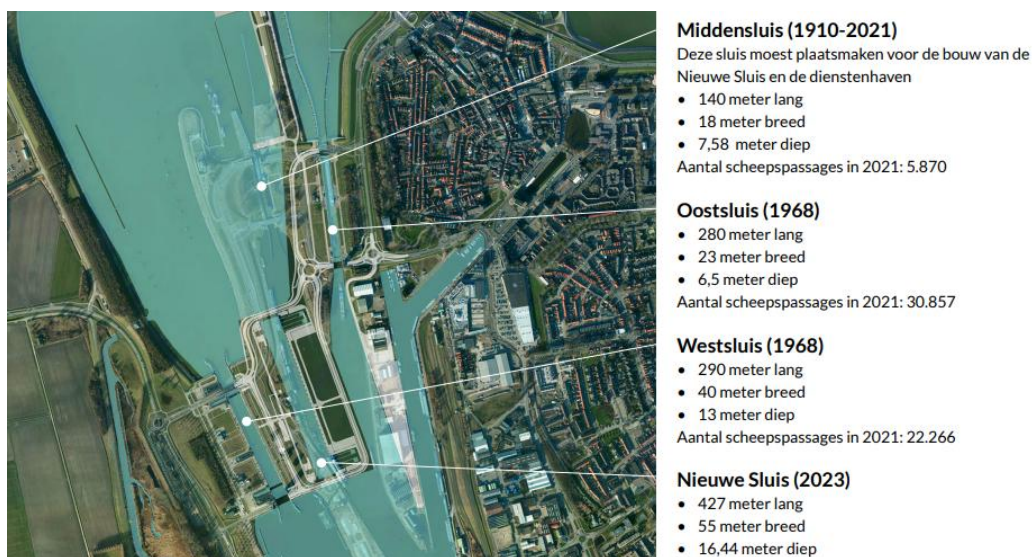 Middensluis (1910-2021)
Deze sluis moest plaatsmaken voor de bouw van de
Nieuwe Sluis en de dienstenhaven
• 140 meter lang
• 18 meter breed
• 7,58 meter diep
Aantal scheepspassages in 2021: 5.870
Oostsluis (1968)
• 280 meter lang
• 23 meter breed
• 6,5 meter diep
Aantal scheepspassages in 2021: 30.857
Westsluis (1968)
• 290 meter lang
• 40 meter breed
• 13 meter diep
Aantal scheepspassages in 2021: 22.266
Nieuwe Sluis (2023)
• 427 meter lang
• 55 meter breed
• 16,44 meter diep